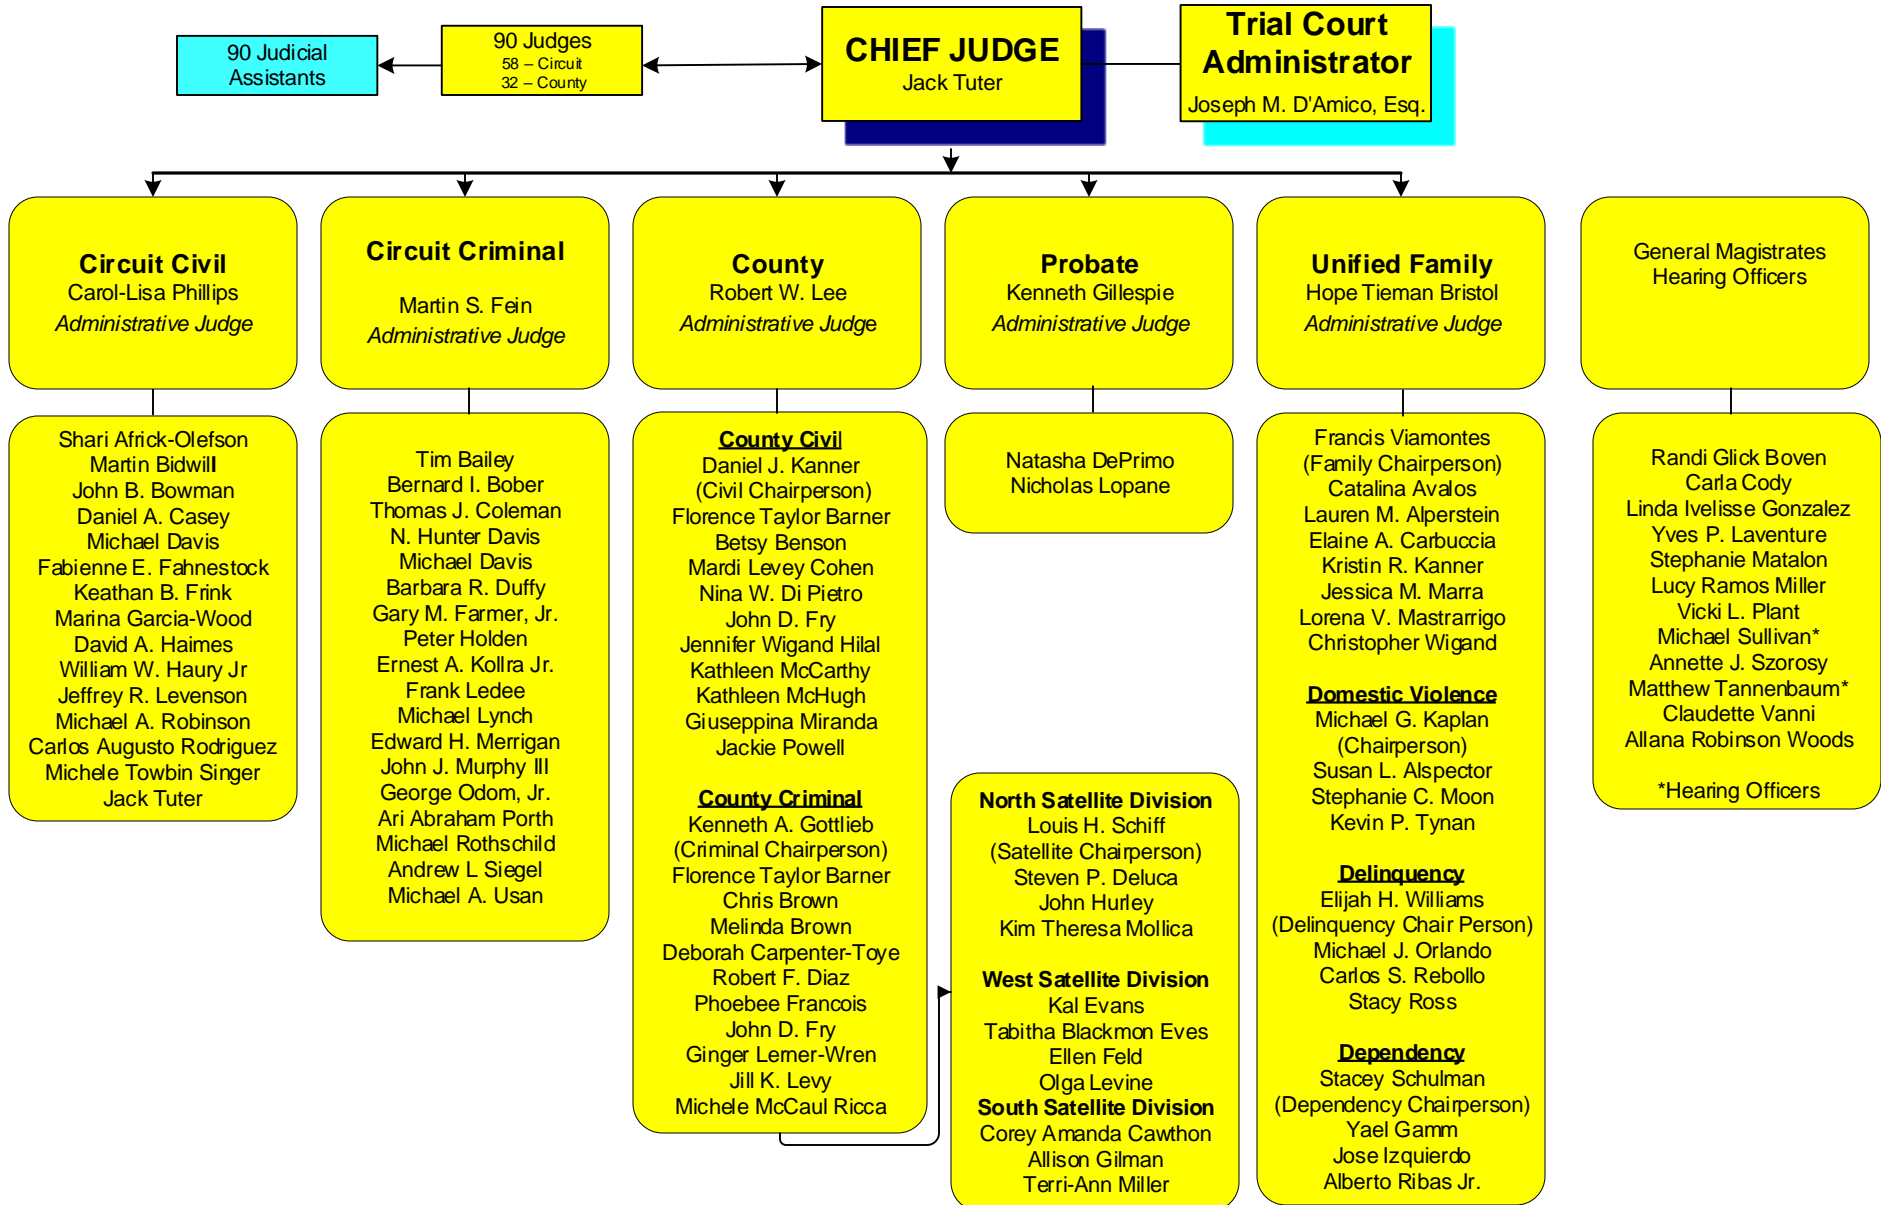 90 Judicial
Assistants
90 Judges
58 – Circuit
32 – County
CHIEF JUDGE
Jack Tuter
Trial Court
Administrator
Joseph M. D'Amico, Esq.
Circuit Civil
Carol-Lisa Phillips
Administrative Judge
Circuit Criminal
Martin S. Fein
Administrative Judge
County
Robert W. Lee
Administrative Judge
Probate
Kenneth Gillespie
Administrative Judge
Unified Family
Hope Tieman Bristol
Administrative Judge
General Magistrates
Hearing Officers
Shari Africk-Olefson
Martin Bidwill
John B. Bowman
Daniel A. Casey
Michael Davis
Fabienne E. Fahnestock
Keathan B. Frink
Marina Garcia-Wood
David A. Haimes
William W. Haury Jr
Jeffrey R. Levenson
Michael A. Robinson
Carlos Augusto Rodriguez
Michele Towbin Singer
Jack Tuter
Tim Bailey
Bernard I. Bober
Thomas J. Coleman
N. Hunter Davis
Michael Davis
Barbara R. Duffy
Gary M. Farmer, Jr.
Peter Holden
Ernest A. Kollra Jr.
Frank Ledee
Michael Lynch
Edward H. Merrigan
John J. Murphy III
George Odom, Jr.
Ari Abraham Porth
Michael Rothschild
Andrew L Siegel
Michael A. Usan
County Civil
Daniel J. Kanner
(Civil Chairperson)
Florence Taylor Barner
Betsy Benson
Mardi Levey Cohen
Nina W. Di Pietro
John D. Fry
Jennifer Wigand Hilal
Kathleen McCarthy
Kathleen McHugh
Giuseppina Miranda
Jackie Powell
County Criminal
Kenneth A. Gottlieb
(Criminal Chairperson)
Florence Taylor Barner
Chris Brown
Melinda Brown
Deborah Carpenter-Toye
Robert F. Diaz
Phoebee Francois
John D. Fry
Ginger Lerner-Wren
Jill K. Levy
Michele McCaul Ricca
Natasha DePrimo
Nicholas Lopane
North Satellite Division
Louis H. Schiff
(Satellite Chairperson)
Steven P. Deluca
John Hurley
Kim Theresa Mollica
West Satellite Division
Kal Evans
Tabitha Blackmon Eves
Ellen Feld
Olga Levine
South Satellite Division
Corey Amanda Cawthon
Allison Gilman
Terri-Ann Miller
Francis Viamontes
(Family Chairperson)
Catalina Avalos
Lauren M. Alperstein
Elaine A. Carbuccia
Kristin R. Kanner
Jessica M. Marra
Lorena V. Mastrarrigo
Christopher Wigand
Domestic Violence
Michael G. Kaplan
(Chairperson)
Susan L. Alspector
Stephanie C. Moon
Kevin P. Tynan
Delinquency
Elijah H. Williams
(Delinquency Chair Person)
Michael J. Orlando
Carlos S. Rebollo
Stacy Ross
Dependency
Stacey Schulman
(Dependency Chairperson)
Yael Gamm
Jose Izquierdo
Alberto Ribas Jr.
Randi Glick Boven
Carla Cody
Linda Ivelisse Gonzalez
Yves P. Laventure
Stephanie Matalon
Lucy Ramos Miller
Vicki L. Plant
Michael Sullivan*
Annette J. Szorosy
Matthew Tannenbaum*
Claudette Vanni
Allana Robinson Woods
*Hearing Officers